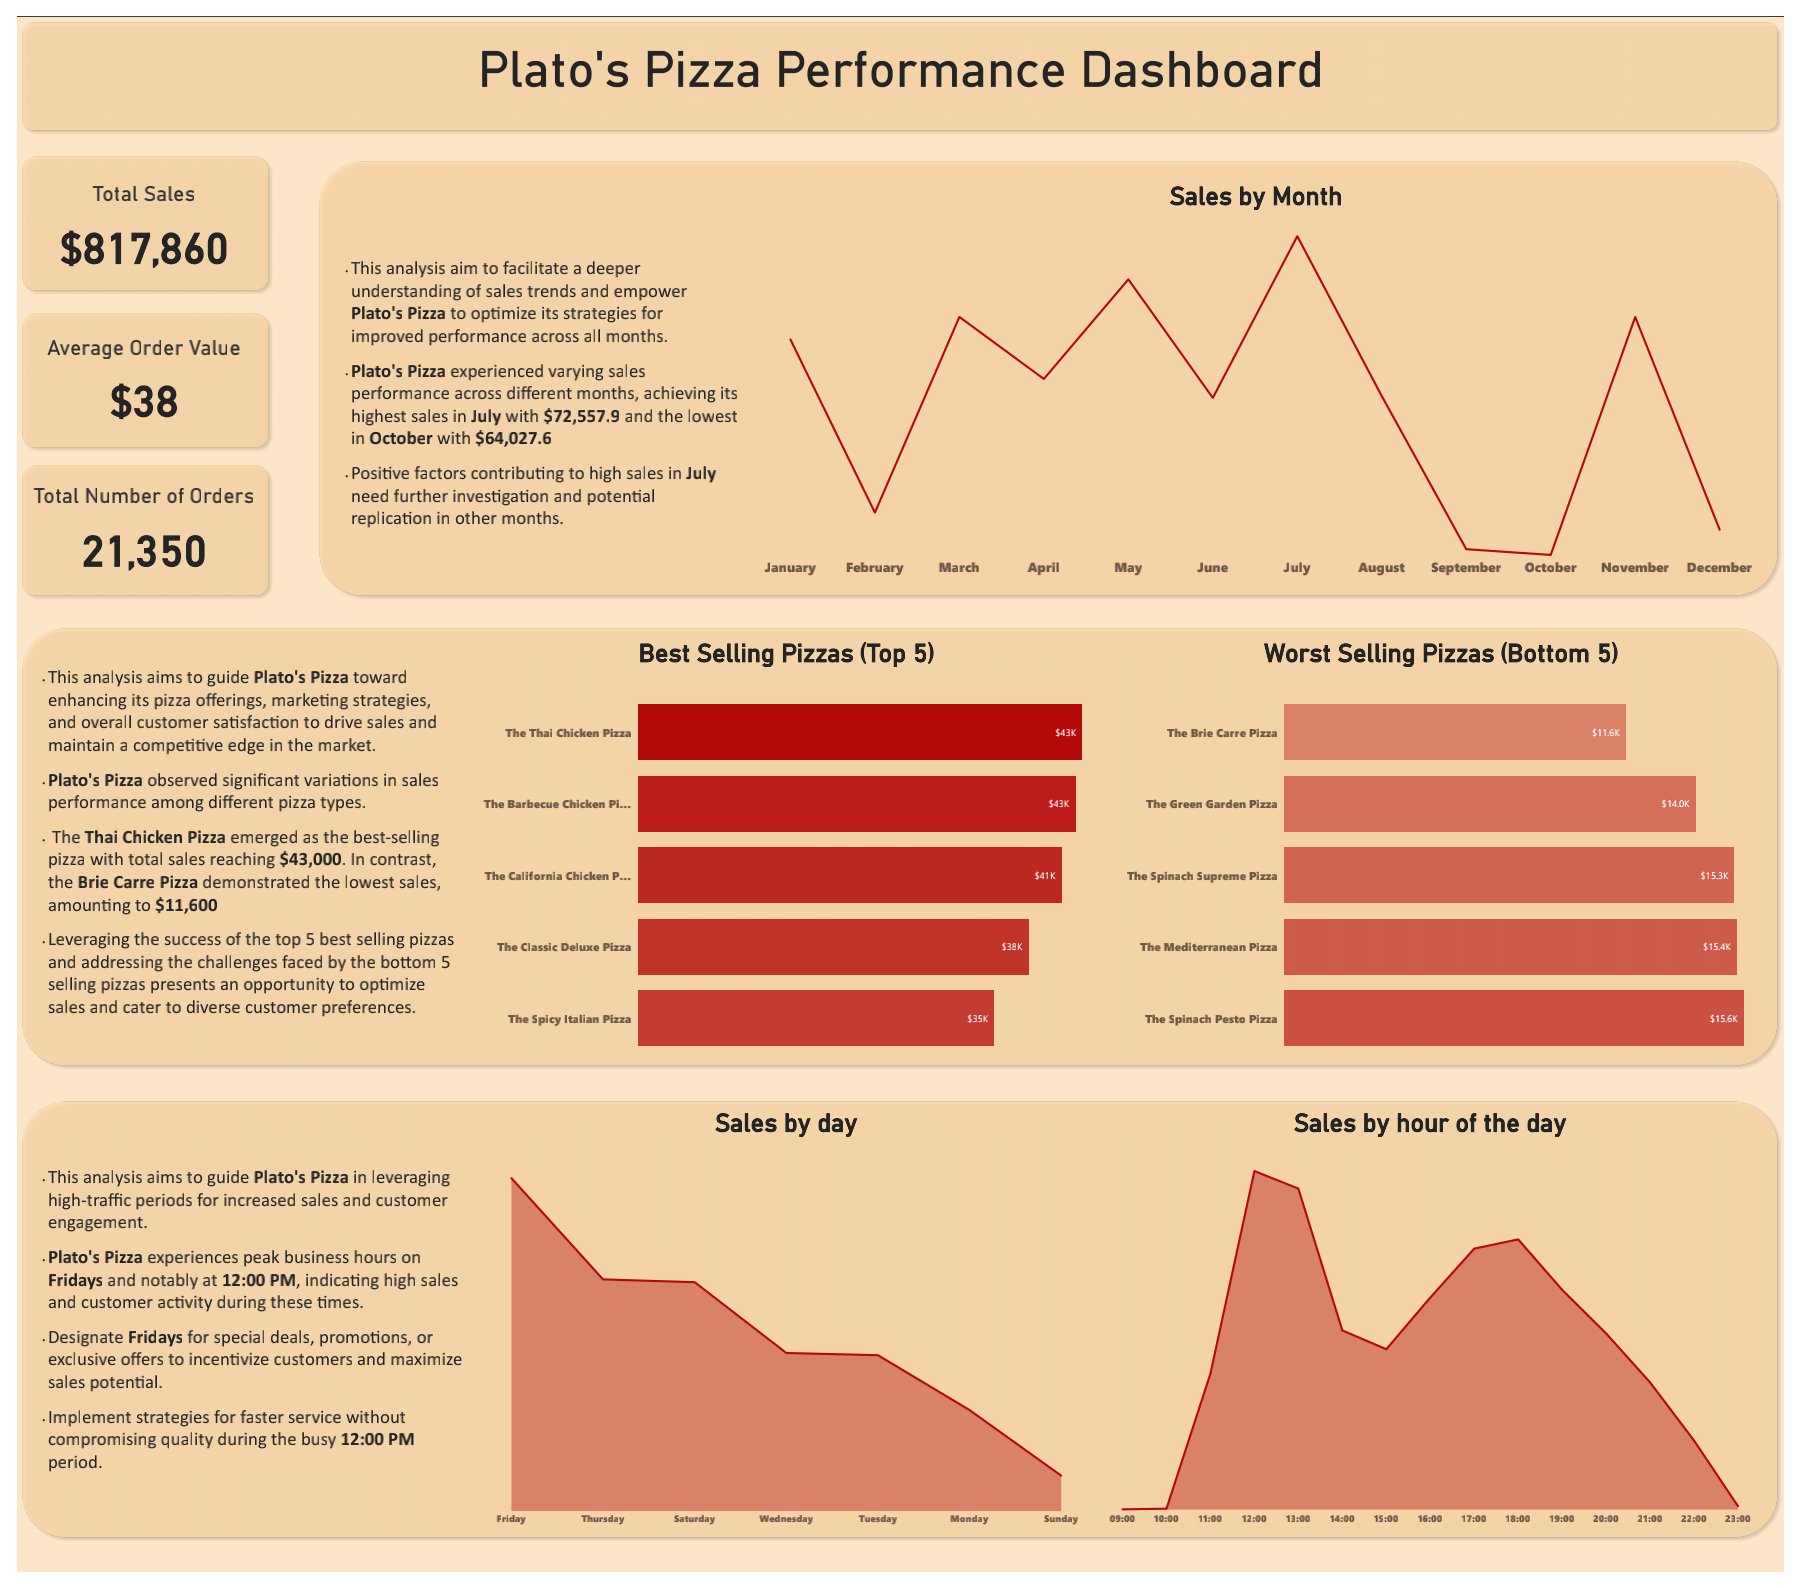 Plato's Pizza Performance Dashboard
Total Sales
$817,860
Average Order Value
$38
Total Number of Orders
21,350
.This analysis aim to facilitate a deeper
understanding of sales trends and empower
Plato's Pizza to optimize its strategies for
improved performance across all months.
.Plato's Pizza experienced varying sales
performance across different months, achieving its
highest sales in July with $72,557.9 and the lowest
in October with $64,027.6
.Positive factors contributing to high sales in July
need further investigation and potential
replication in other months.
Sales by Month
January February March April May June July August September October November December
.This analysis aims to guide Plato's Pizza toward
enhancing its pizza offerings, marketing strategies,
and overall customer satisfaction to drive sales and
maintain a competitive edge in the market.
.Plato's Pizza observed significant variations in sales
performance among different pizza types.
. The Thai Chicken Pizza emerged as the best-selling
pizza with total sales reaching $43,000. In contrast,
the Brie Carre Pizza demonstrated the lowest sales,
amounting to $11,600
.Leveraging the success of the top 5 best selling pizzas
and addressing the challenges faced by the bottom 5
selling pizzas presents an opportunity to optimize
sales and cater to diverse customer preferences.
Best Selling Pizzas (Top 5)
The Thai Chicken Pizza $43K
The Barbecue Chicken Pi... $43K
The California Chicken P... $41K
The Classic Deluxe Pizza $38K
The Spicy Italian Pizza $35K
Worst Selling Pizzas (Bottom 5)
The Brie Carre Pizza $11.6K
The Green Garden Pizza $14.0K
The Spinach Supreme Pizza $15.3K
The Mediterranean Pizza $15.4K
The Spinach Pesto Pizza $15.6K
.This analysis aims to guide Plato's Pizza in leveraging
high-traffic periods for increased sales and customer
engagement.
.Plato's Pizza experiences peak business hours on
Fridays and notably at 12:00 PM, indicating high sales
and customer activity during these times.
.Designate Fridays for special deals, promotions, or
exclusive offers to incentivize customers and maximize
sales potential.
.Implement strategies for faster service without
compromising quality during the busy 12:00 PM
period.
Sales by day
Friday Thursday Saturday Wednesday Tuesday Monday Sunday
Sales by hour of the day
09:00 10:00 11:00 12:00 13:00 14:00 15:00 16:00 17:00 18:00 19:00 20:00 21:00 22:00 23:00